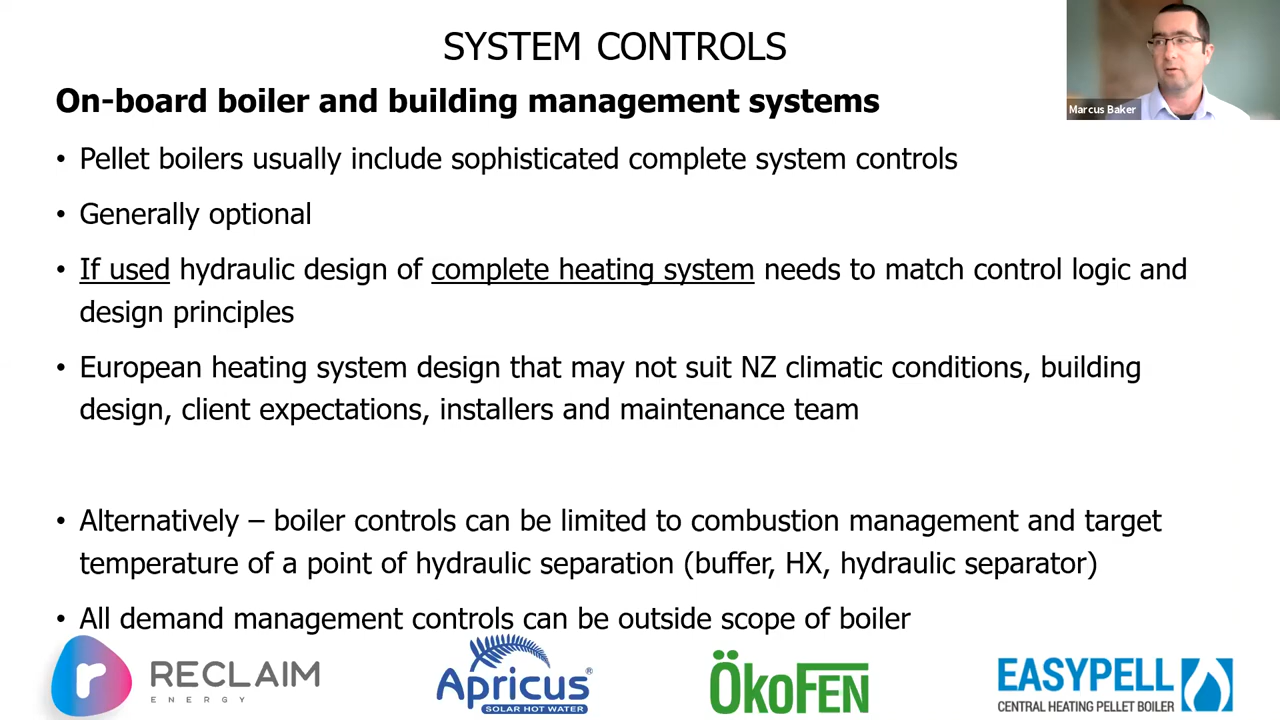 SYSTEM CONTROLS
Marcus Baker
On-board boiler and building management systems
• Pellet boilers usually include sophisticated complete system controls
• Generally optional
• If used hydraulic design of complete heating system needs to match control logic and
design principles
• European heating system design that may not suit NZ climatic conditions, building
design, client expectations, installers and maintenance team
• Alternatively – boiler controls can be limited to combustion management and target
temperature of a point of hydraulic separation (buffer, HX, hydraulic separator)
• All demand management controls can be outside scope of boiler
r RECLAIM
ENERGY
Apricus®
SOLAR HOT WATER
ÖkoFEN
EASYPELL
CENTRAL HEATING PELLET BOILER